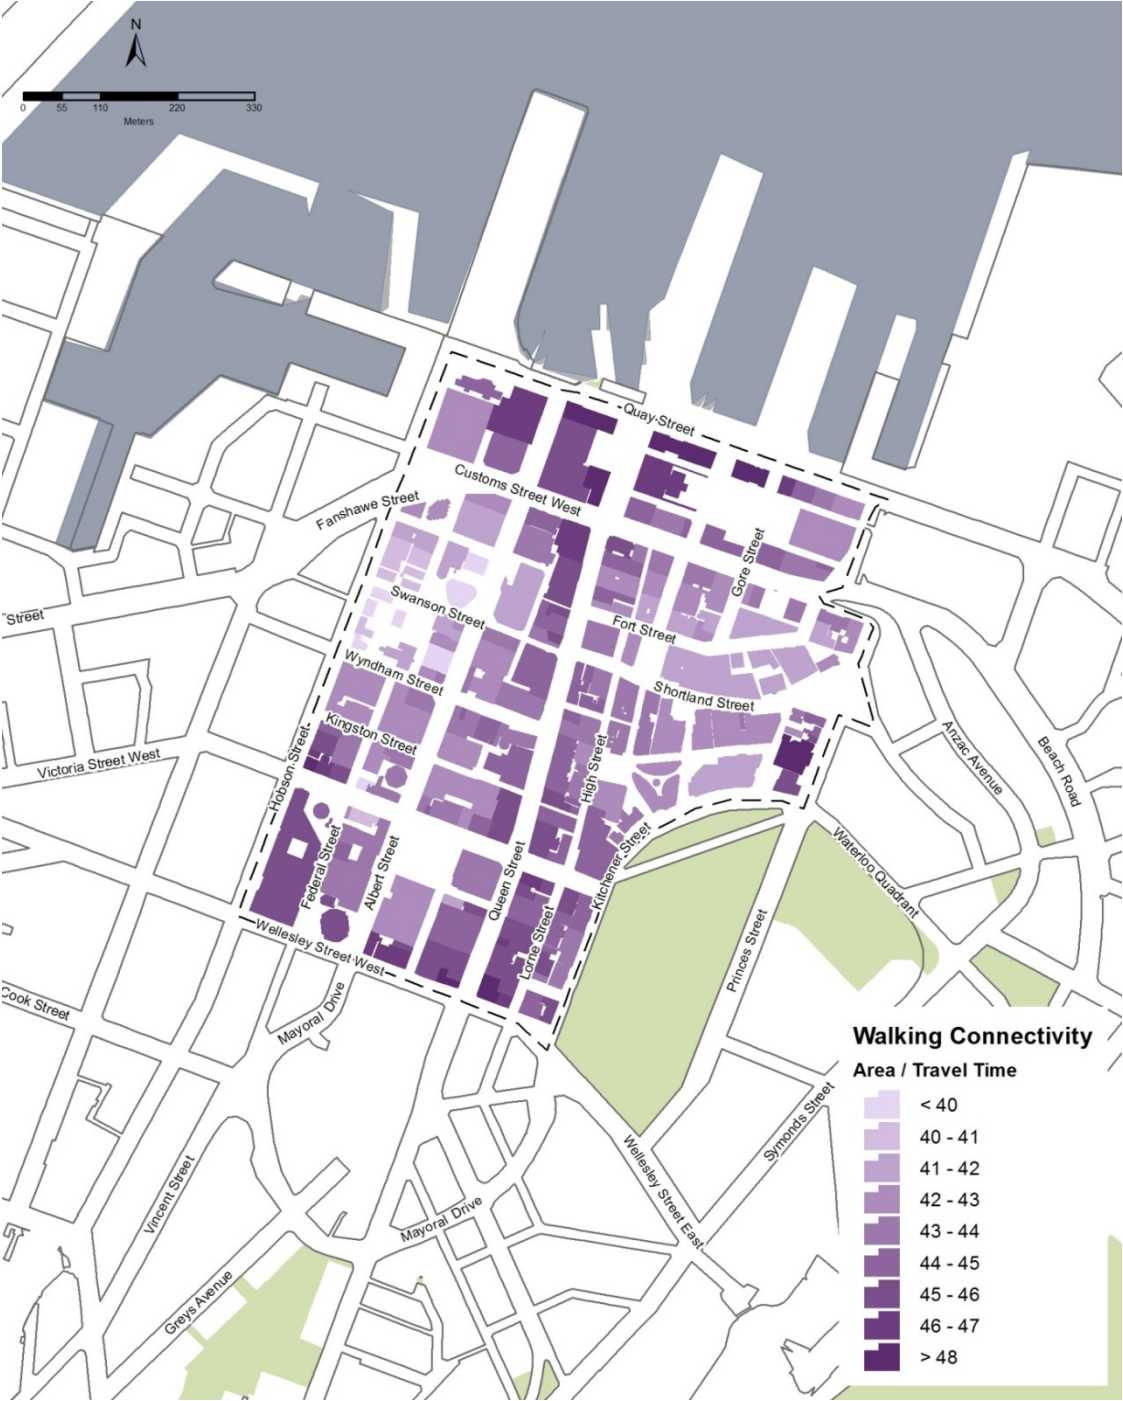 N
0 55 110 220 330
Meters
Quay Street
Customs Street West
Fanshawe Street
Gore Street
Swanson Street
Street
Fort Street
Wyndham Street
Shortland Street
Kingston Street
Hobson Street
High Street
Victoria Street West
Anzac Avenue
Beach Road
Federal Street
Albert Street
Queen Street
Kitchener Street
Waterloo Quadrant
Lorne Street
Princes Street
Wellesley Street West
Cook Street
Mayoral Drive
Walking Connectivity
Area / Travel Time
< 40
40 - 41
41 - 42
42 - 43
43 - 44
44 - 45
45 - 46
46 - 47
> 48
Symonds Street
Vincent Street
Wellesley Street East
Mayoral Drive
Greys Avenue